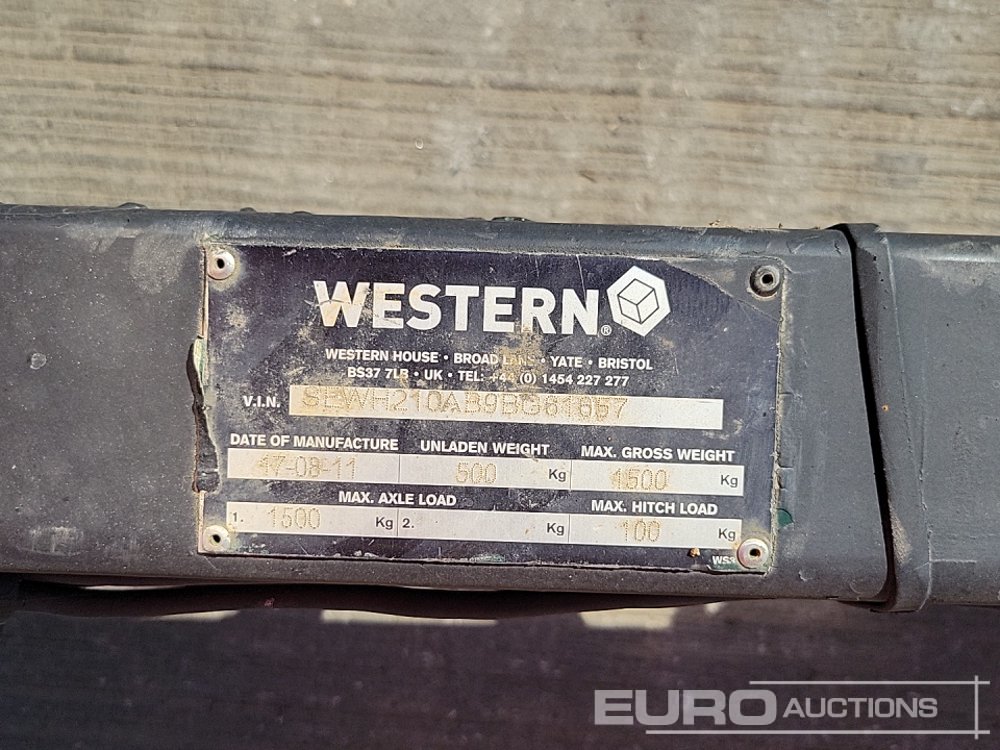 WESTERN®
WESTERN HOUSE • BROAD LANE • YATE • BRISTOL
BS37 7LB • UK • TEL: +44 (0) 1454 227 277
V.I.N.
DATE OF MANUFACTURE UNLADEN WEIGHT MAX. GROSS WEIGHT
17-08-11 500 Kg 1500 Kg
MAX. AXLE LOAD MAX. HITCH LOAD
1. 1500 Kg 2. Kg 100 Kg
EURO AUCTIONS